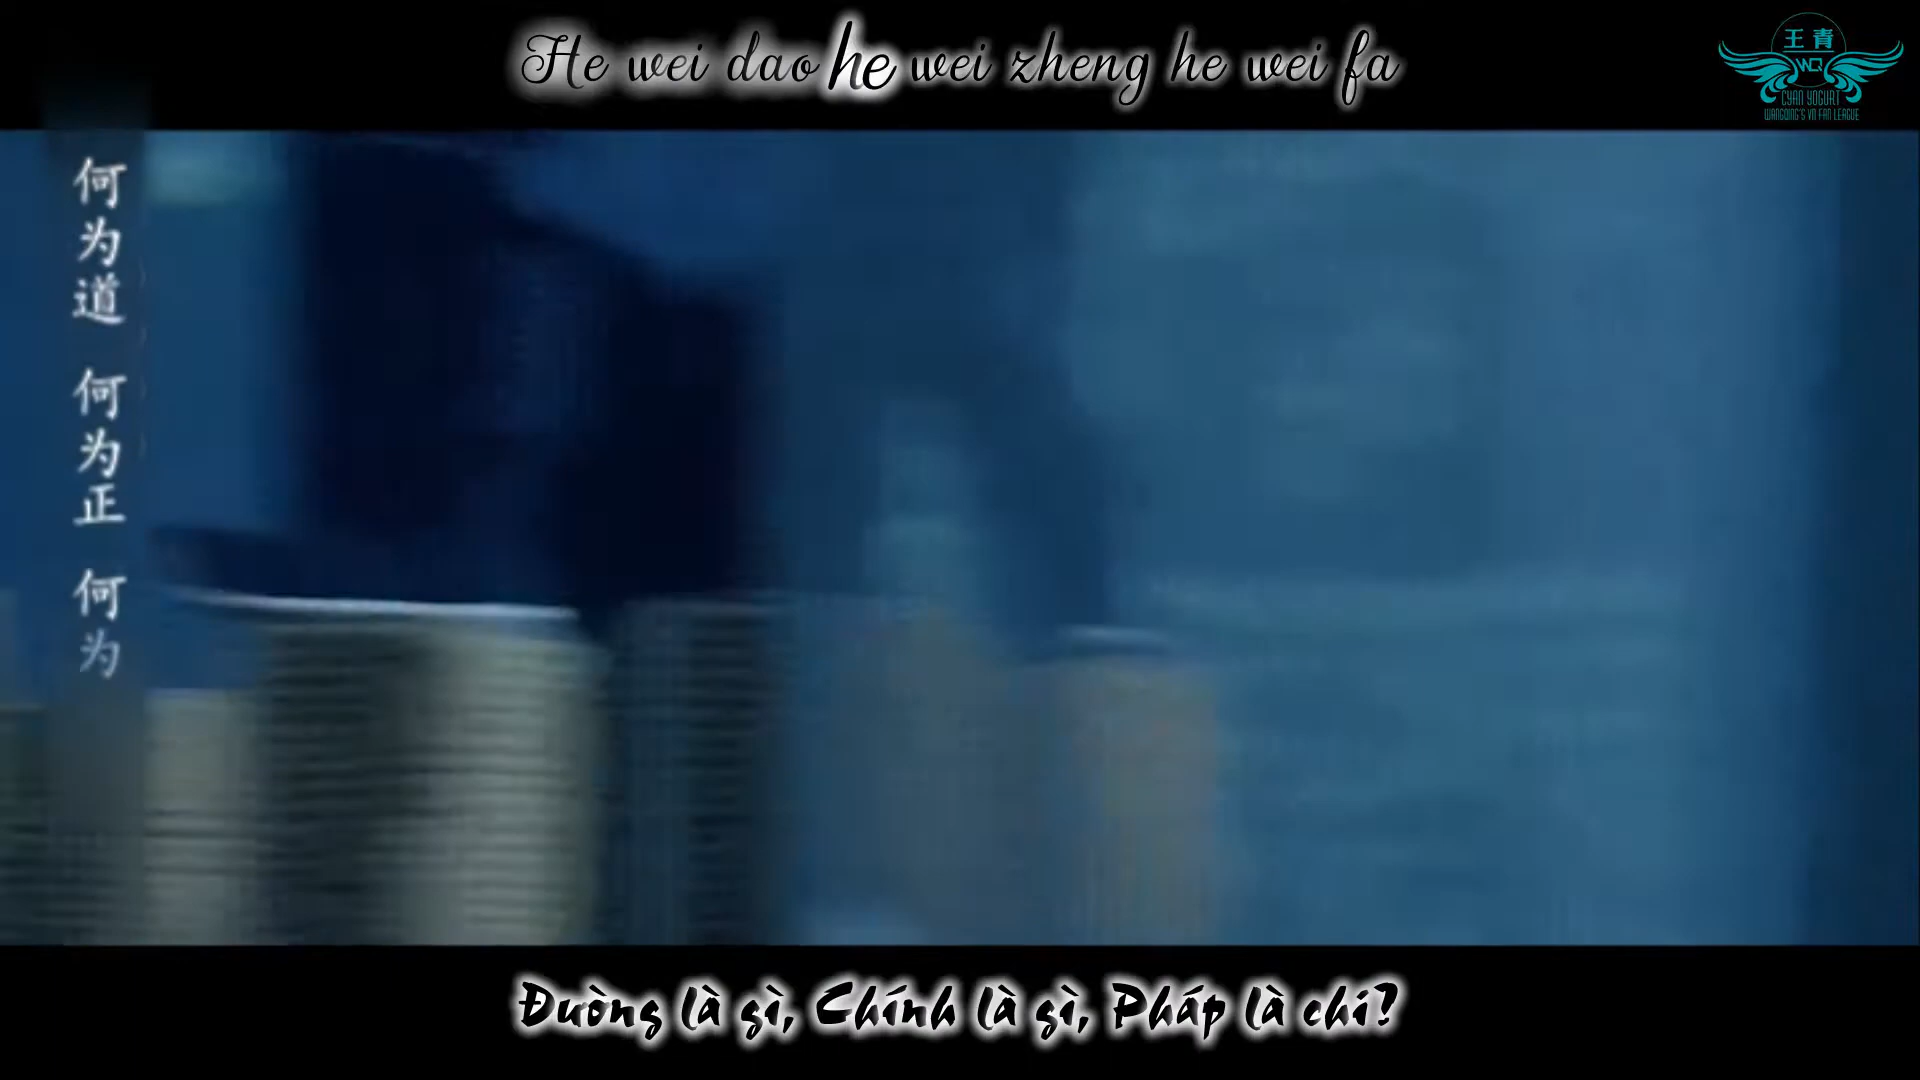 He wei dao he wei zheng he wei fa
王青
WQ
CYAN YOGURT
WANGQING'S VN FAN LEAGUE
何为道 何为正 何为
Đường là gì, Chính là gì, Pháp là chi?